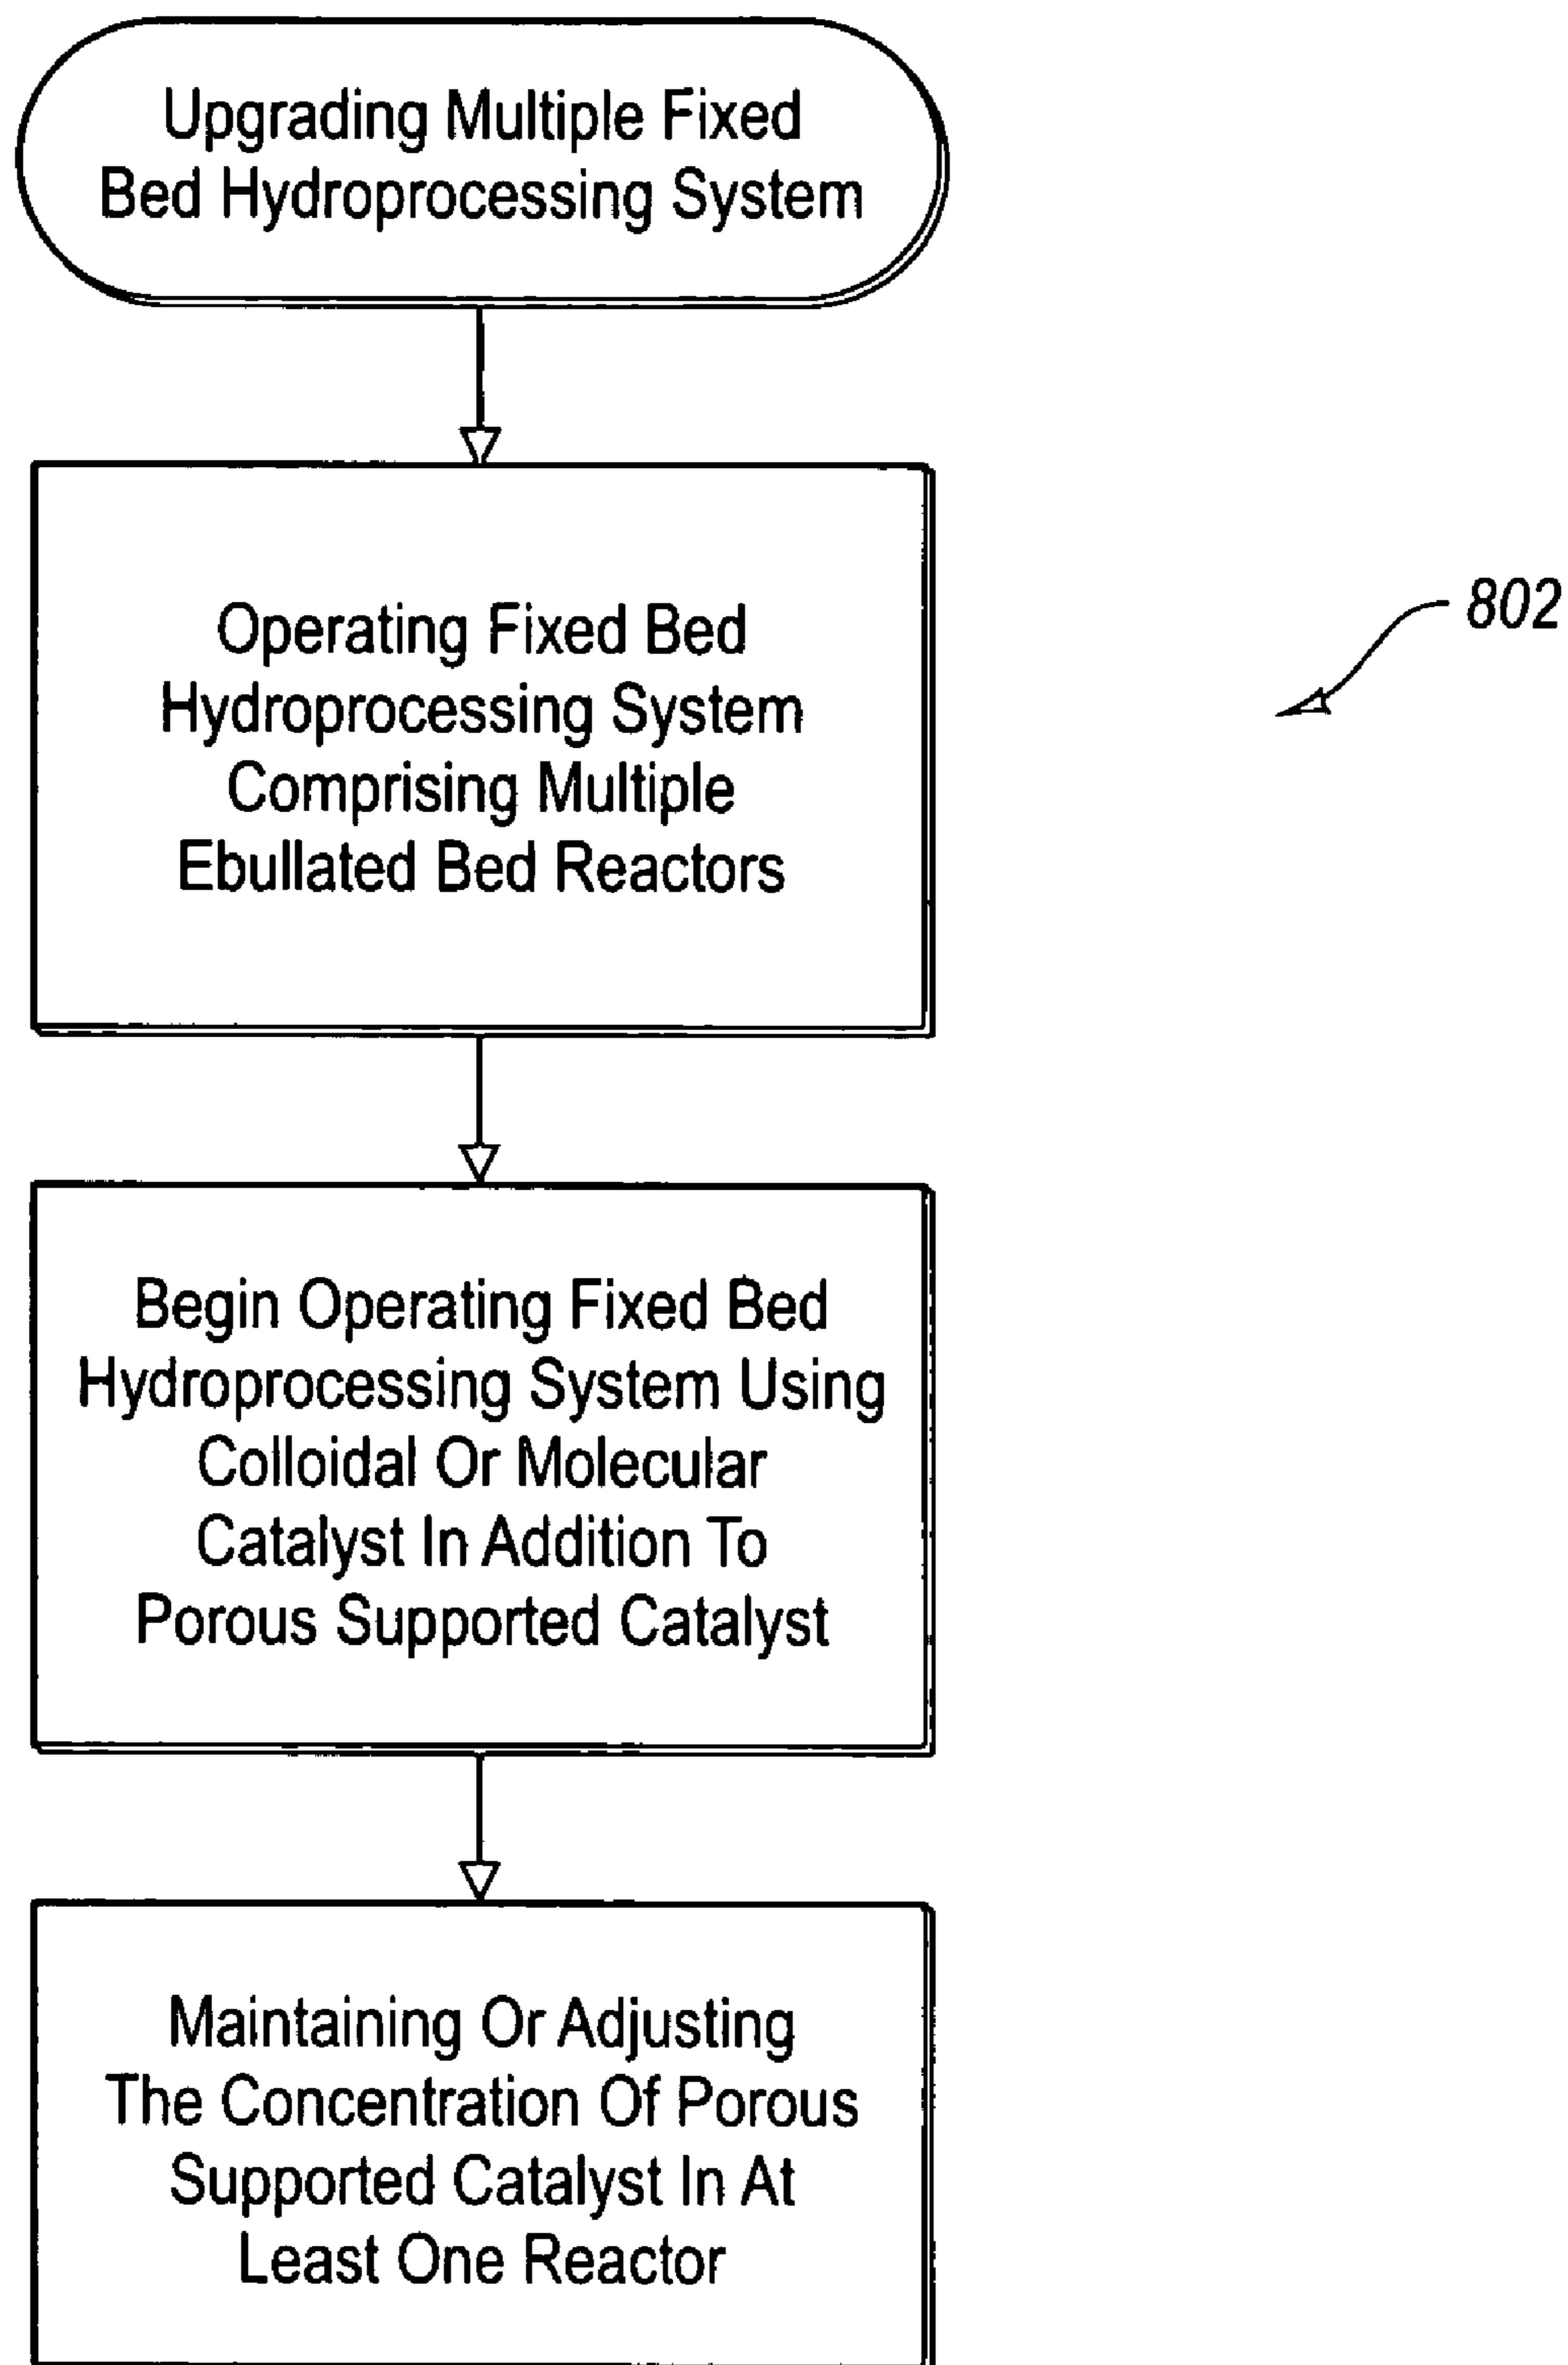 Upgrading Multiple Fixed
Bed Hydroprocessing System
Operating Fixed Bed
Hydroprocessing System
Comprising Multiple
Ebullated Bed Reactors
802
Begin Operating Fixed Bed
Hydroprocessing System Using
Colloidal Or Molecular
Catalyst In Addition To
Porous Supported Catalyst
Maintaining Or Adjusting
The Concentration Of Porous
Supported Catalyst In At
Least One Reactor